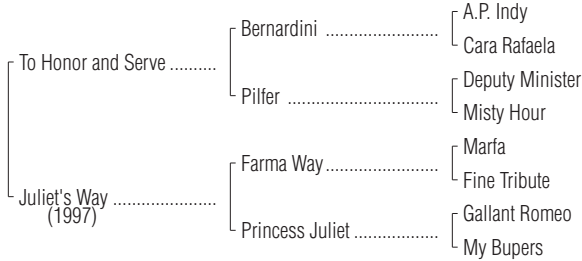 A.P. Indy
Bernardini ........................
Cara Rafaela
To Honor and Serve ..........
Deputy Minister
Pilfer ................................
Misty Hour
Marfa
Farma Way........................
Fine Tribute
Juliet's Way ......................
(1997)
Gallant Romeo
Princess Juliet ..................
My Bupers